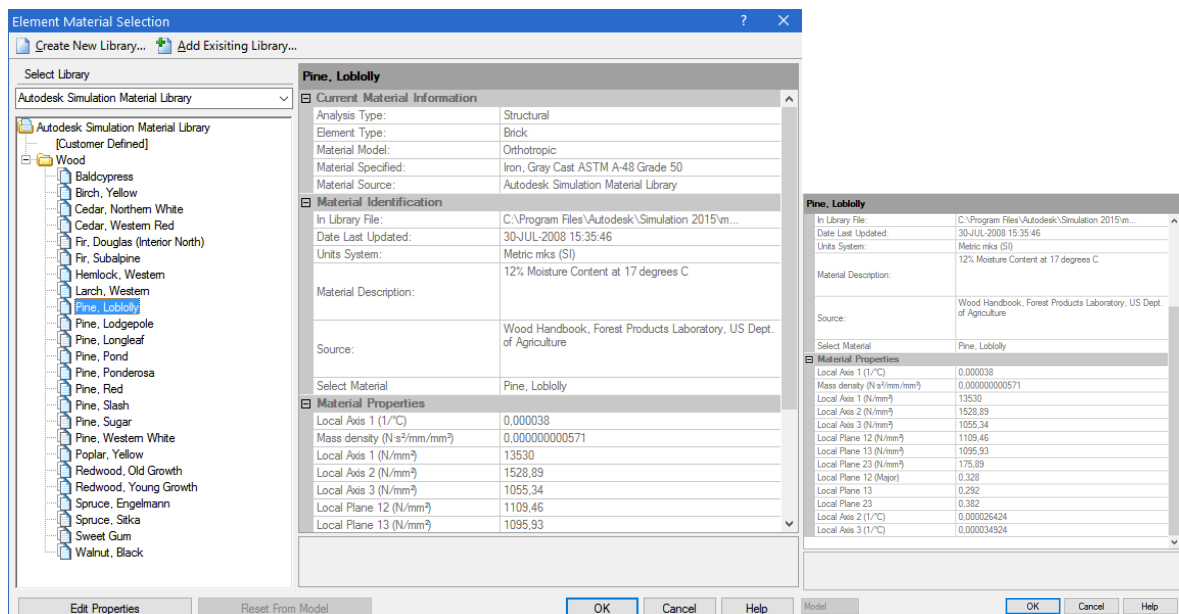 Element Material Selection
? ×
Create New Library... Add Exisiting Library...
Select Library
Autodesk Simulation Material Library
Autodesk Simulation Material Library
[Customer Defined]
Wood
Baldcypress
Birch, Yellow
Cedar, Northern White
Cedar, Western Red
Fir, Douglas (Interior North)
Fir, Subalpine
Hemlock, Western
Larch, Western
Pine, Loblolly
Pine, Lodgepole
Pine, Longleaf
Pine, Pond
Pine, Ponderosa
Pine, Red
Pine, Slash
Pine, Sugar
Pine, Western White
Poplar, Yellow
Redwood, Old Growth
Redwood, Young Growth
Spruce, Engelmann
Spruce, Sitka
Sweet Gum
Walnut, Black
Edit Properties
Reset From Model
Pine, Loblolly
Current Material Information
Analysis Type: Structural
Element Type: Brick
Material Model: Orthotropic
Material Specified: Iron, Gray Cast ASTM A-48 Grade 50
Material Source: Autodesk Simulation Material Library
Material Identification
In Library File: C:\Program Files\Autodesk\Simulation 2015\m...
Date Last Updated: 30-JUL-2008 15:35:46
Units System: Metric mks (SI)
Material Description: 12% Moisture Content at 17 degrees C
Source: Wood Handbook, Forest Products Laboratory, US Dept.
of Agriculture
Select Material Pine, Loblolly
Material Properties
Local Axis 1 (1/°C) 0,000038
Mass density (N·s²/mm/mm³) 0,000000000571
Local Axis 1 (N/mm²) 13530
Local Axis 2 (N/mm²) 1528,89
Local Axis 3 (N/mm²) 1055,34
Local Plane 12 (N/mm²) 1109,46
Local Plane 13 (N/mm²) 1095,93
OK Cancel Help
Pine, Loblolly
In Library File: C:\Program Files\Autodesk\Simulation 2015\m...
Date Last Updated: 30-JUL-2008 15:35:46
Units System: Metric mks (SI)
Material Description: 12% Moisture Content at 17 degrees C
Source: Wood Handbook, Forest Products Laboratory, US Dept.
of Agriculture
Select Material Pine, Loblolly
Material Properties
Local Axis 1 (1/°C) 0,000038
Mass density (N·s²/mm/mm³) 0,000000000571
Local Axis 1 (N/mm²) 13530
Local Axis 2 (N/mm²) 1528,89
Local Axis 3 (N/mm²) 1055,34
Local Plane 12 (N/mm²) 1109,46
Local Plane 13 (N/mm²) 1095,93
Local Plane 23 (N/mm²) 175,89
Local Plane 12 (Major) 0,328
Local Plane 13 0,292
Local Plane 23 0,382
Local Axis 2 (1/°C) 0,000026424
Local Axis 3 (1/°C) 0,000034924
Model
OK Cancel Help